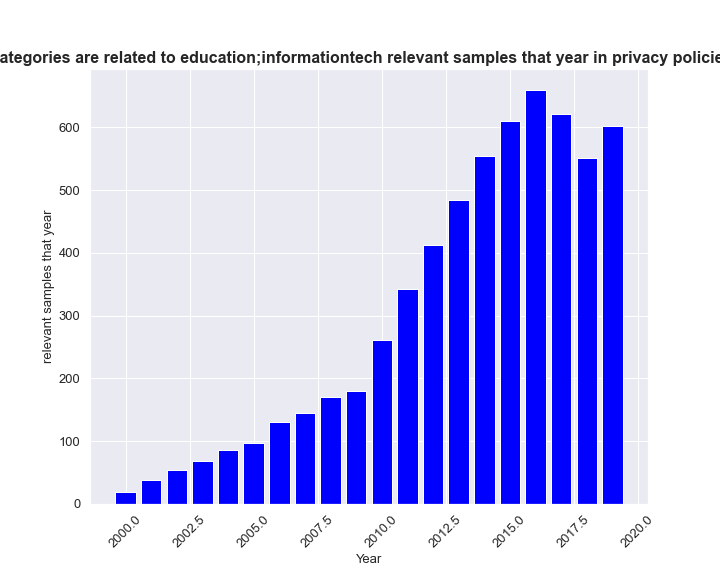 ategories are related to education;informationtech relevant samples that year in privacy policie
600
500
400
300
200
100
0
relevant samples that year
2000.0 2002.5 2005.0 2007.5 2010.0 2012.5 2015.0 2017.5 2020.0
Year